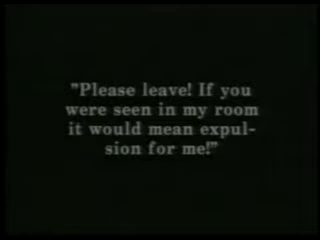 "Please leave! If you
were seen in my room
it would mean expul-
sion for me!"